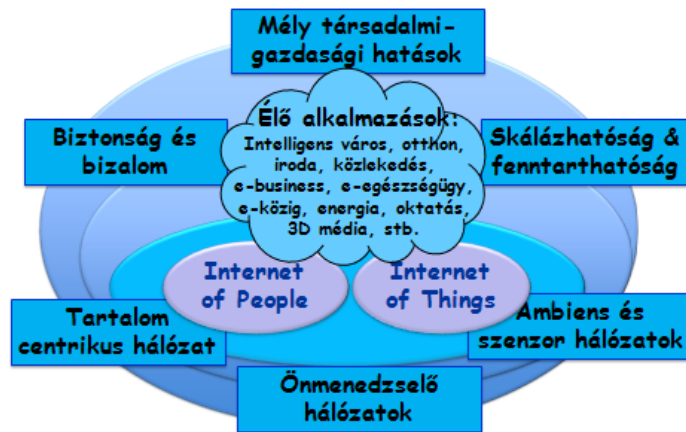 Mély társadalmi-
gazdasági hatások
Élő alkalmazások:
Intelligens város, otthon,
iroda, közlekedés,
e-business, e-egészségügy,
e-közig, energia, oktatás,
3D média, stb.
Biztonság és
bizalom
Skálázhatóság &
fenntarthatóság
Internet
of People
Internet
of Things
Tartalom
centrikus hálózat
Ambiens és
szenzor hálózatok
Önmenedzselő
hálózatok